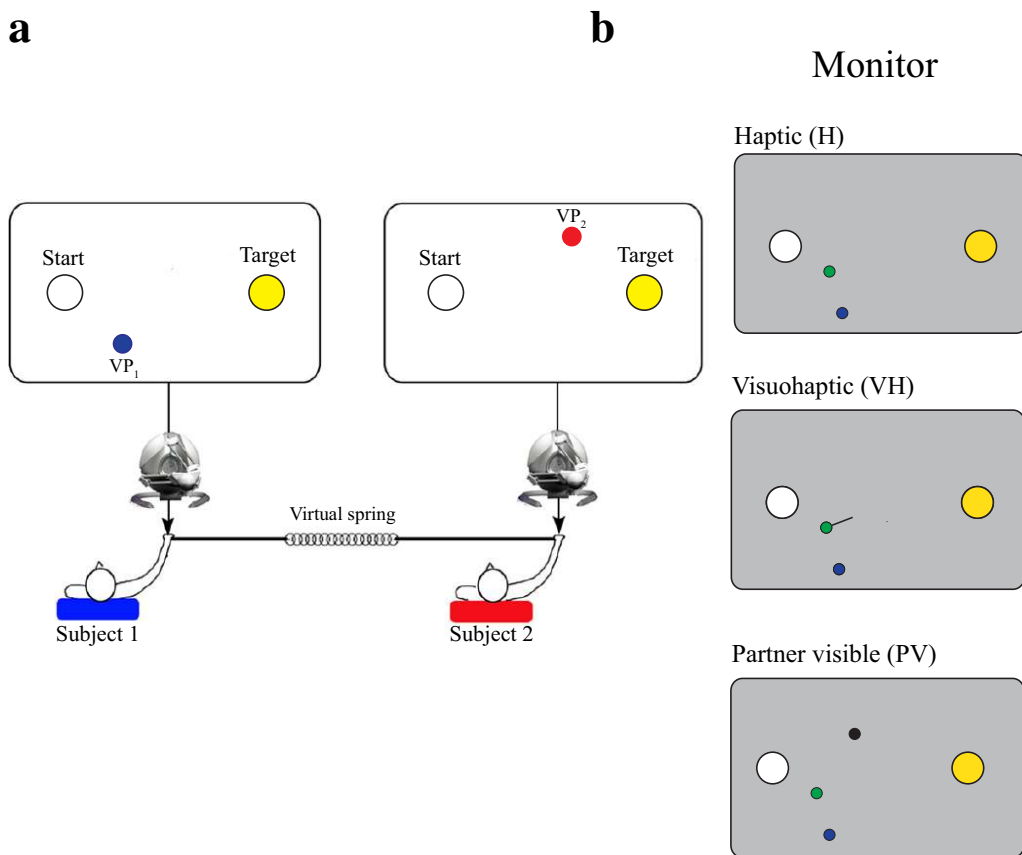 a
Start
Target
VP₁
VP₂
Start
Target
Virtual spring
Subject 1
Subject 2
b
Monitor
Haptic (H)
Visuohaptic (VH)
Partner visible (PV)